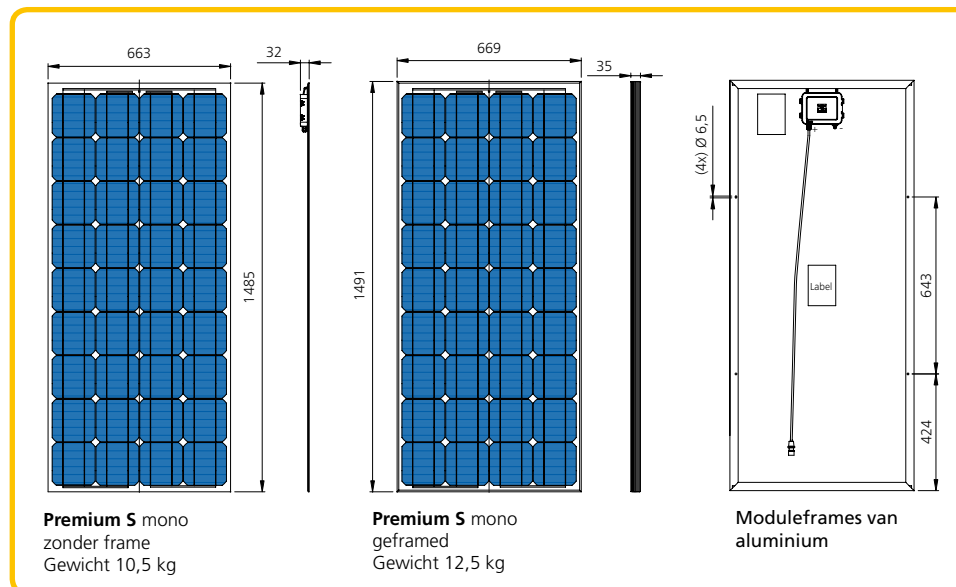 663
32
1485
Premium S mono
zonder frame
Gewicht 10,5 kg
669
35
1491
Premium S mono
geframed
Gewicht 12,5 kg
(4x) Ø 6,5
+ -
Label
643
424
Moduleframes van
aluminium